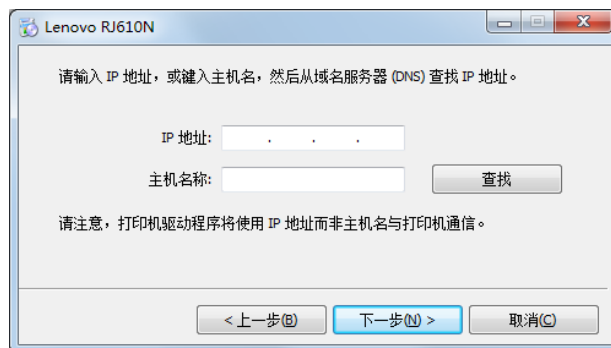 Lenovo RJ610N
请输入 IP 地址，或键入主机名，然后从域名服务器 (DNS) 查找 IP 地址。
IP 地址: . . .
主机名称: 查找
请注意，打印机驱动程序将使用 IP 地址而非主机名与打印机通信。
< 上一步(B) 下一步(N) > 取消(C)